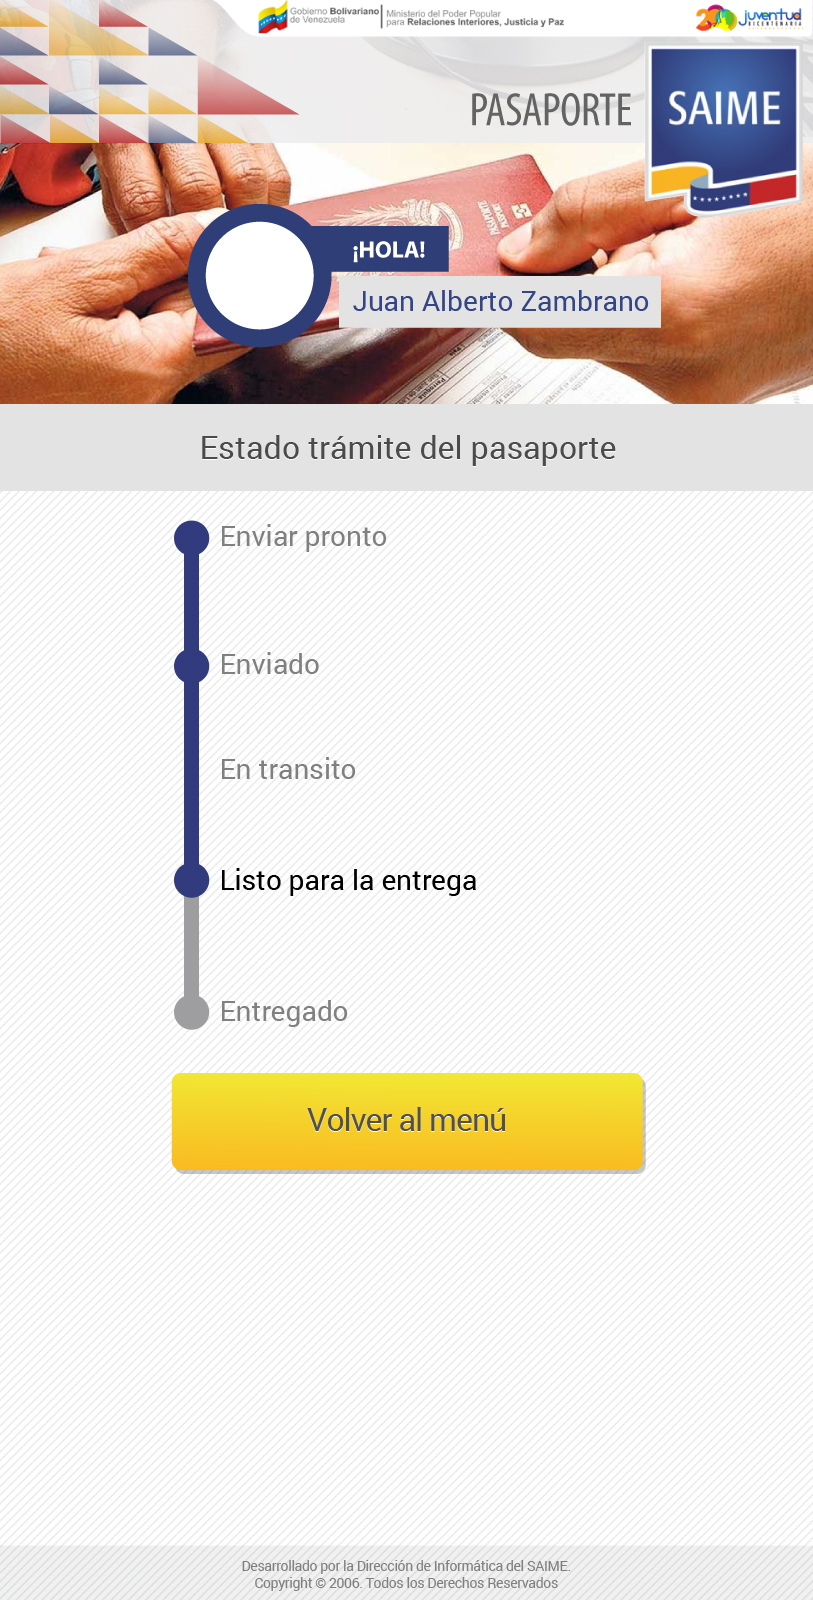 Gobierno Bolivariano
de Venezuela
Ministerio del Poder Popular
para Relaciones Interiores, Justicia y Paz
200 juventud
BICENTENARIA
PASAPORTE
SAIME
PASAPORTE
¡HOLA!
Juan Alberto Zambrano
Estado trámite del pasaporte
Enviar pronto
Enviado
En transito
Listo para la entrega
Entregado
Volver al menú
Desarrollado por la Dirección de Informática del SAIME.
Copyright © 2006. Todos los Derechos Reservados